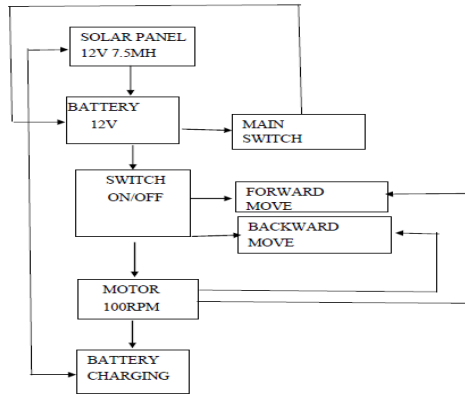 SOLAR PANEL
12V 7.5MH
BATTERY
12V
MAIN
SWITCH
SWITCH
ON/OFF
FORWARD
MOVE
BACKWARD
MOVE
MOTOR
100RPM
BATTERY
CHARGING